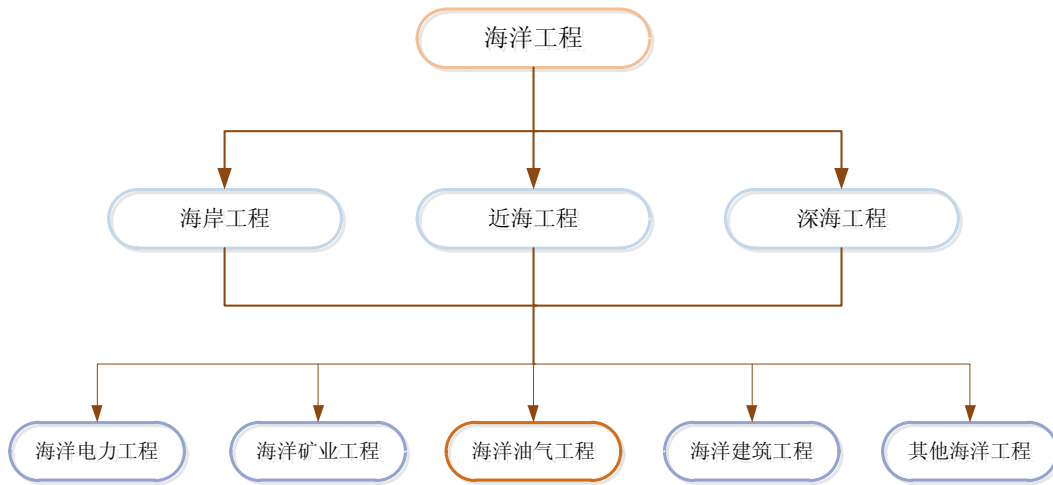 海洋工程
海岸工程
近海工程
深海工程
海洋电力工程
海洋矿业工程
海洋油气工程
海洋建筑工程
其他海洋工程